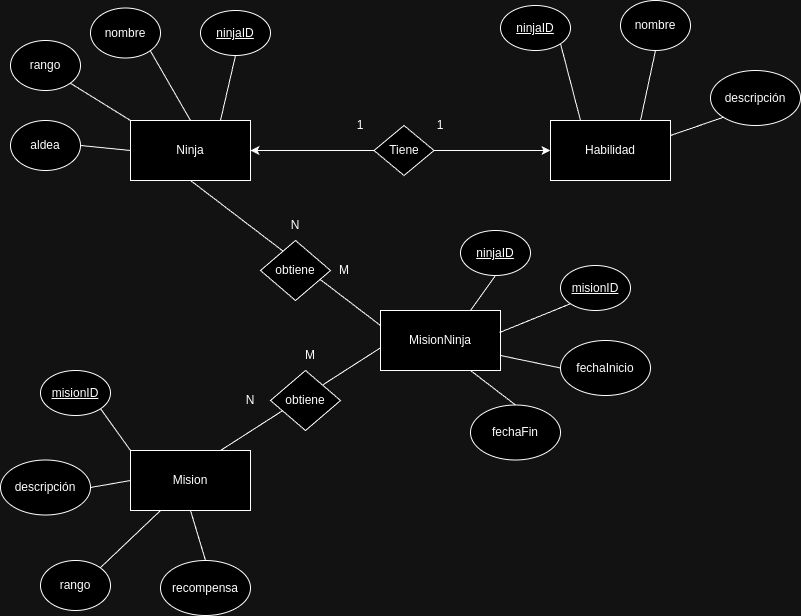 nombre
ninjaID
ninjaID
nombre
rango
descripción
aldea
Ninja
1
Tiene
1
Habilidad
N
obtiene
M
ninjaID
misionID
MisionNinja
M
fechaInicio
misionID
N
obtiene
fechaFin
descripción
Mision
rango
recompensa